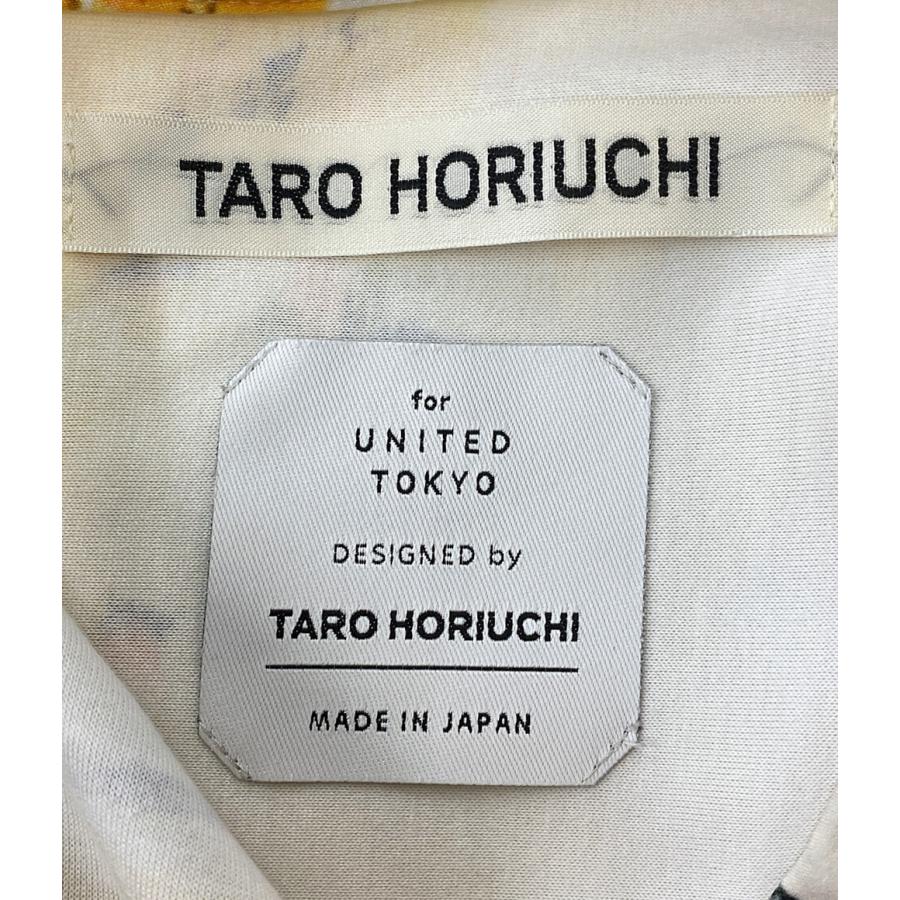 TARO HORIUCHI
for
UNITED
TOKYO
DESIGNED by
TARO HORIUCHI
MADE IN JAPAN